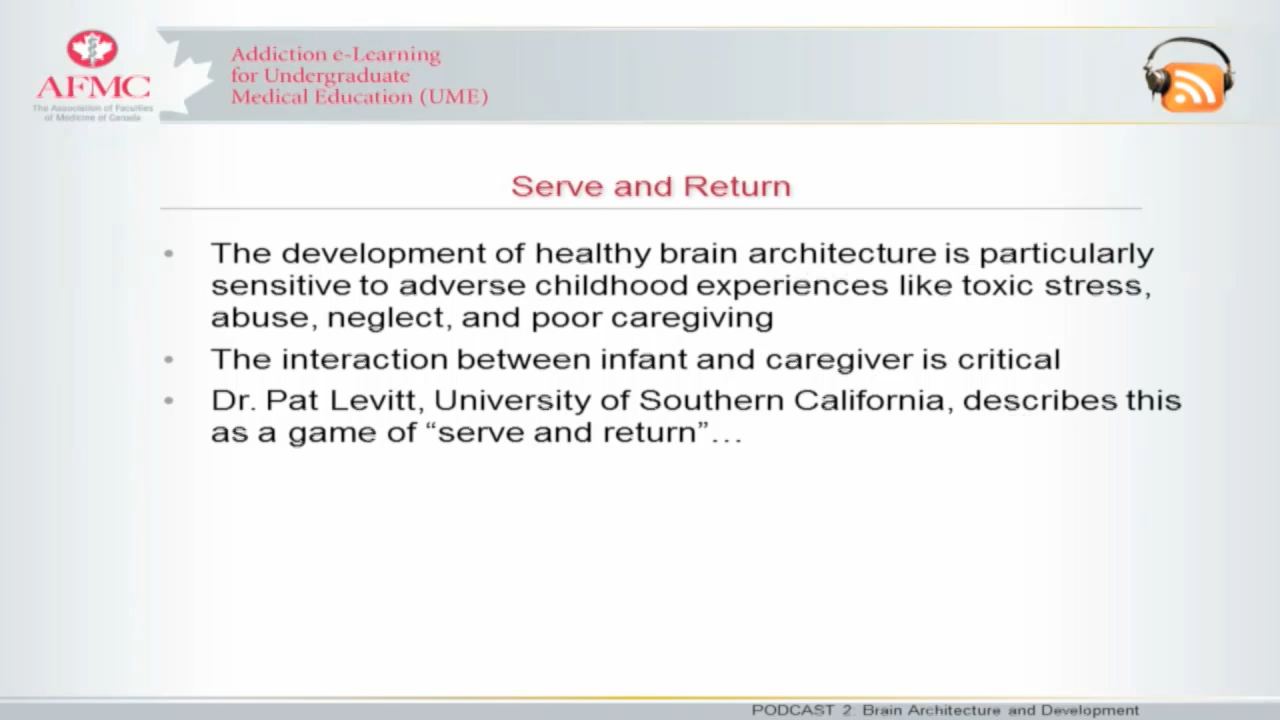 AFMC
The Association of Faculties
of Medicine of Canada
Addiction e-Learning
for Undergraduate
Medical Education (UME)
Serve and Return
• The development of healthy brain architecture is particularly
sensitive to adverse childhood experiences like toxic stress,
abuse, neglect, and poor caregiving
• The interaction between infant and caregiver is critical
• Dr. Pat Levitt, University of Southern California, describes this
as a game of “serve and return”…
PODCAST 2: Brain Architecture and Development